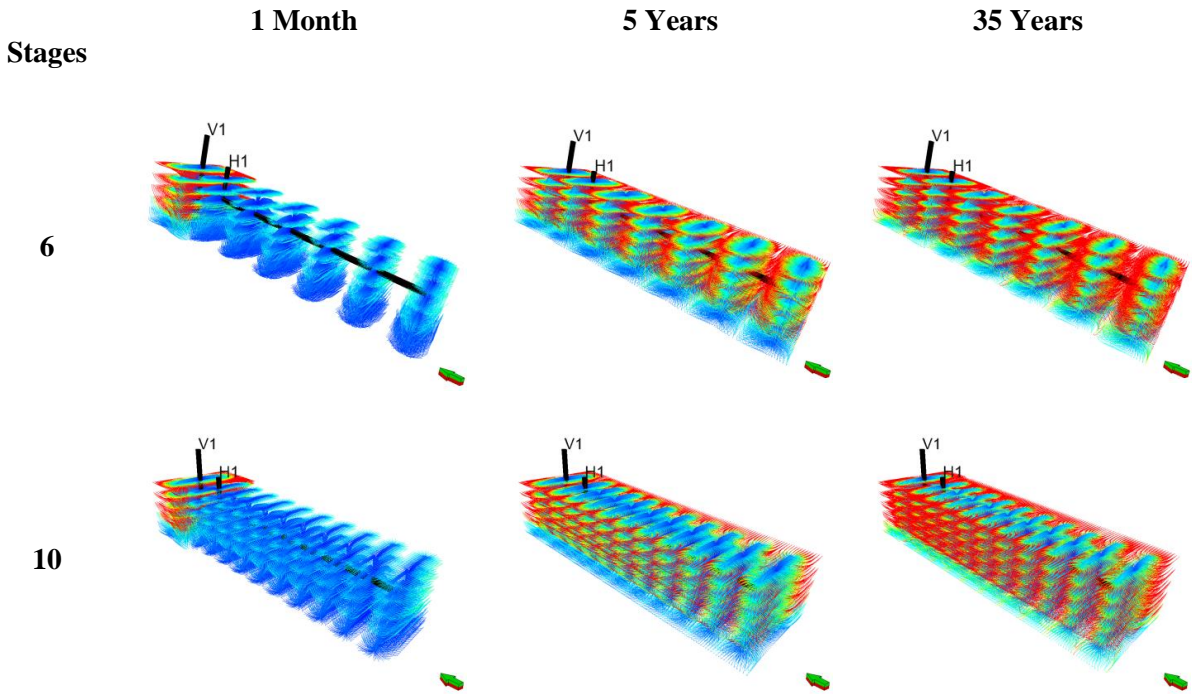 1 Month 5 Years 35 Years
Stages
V1 V1 V1
H1 H1 H1
6
V1 V1 V1
H1 H1 H1
10